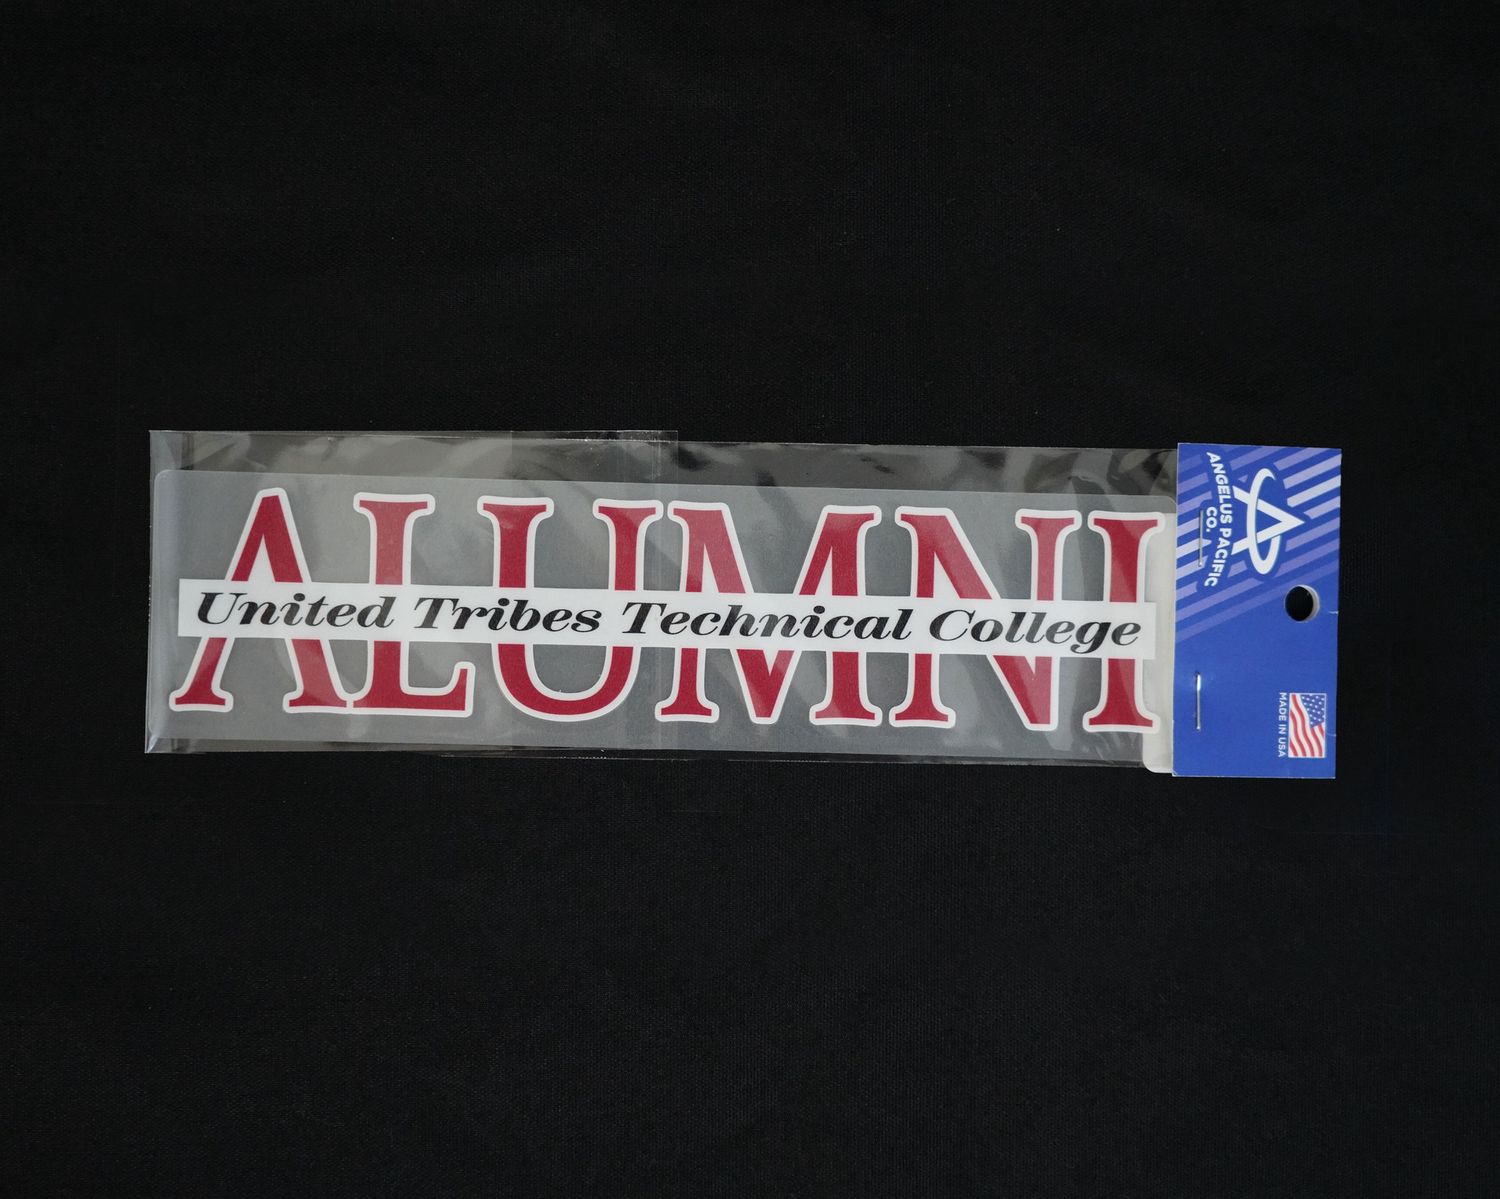 ALUMNI
United Tribes Technical College
ANGELUS PACIFIC
CO.
MADE IN USA